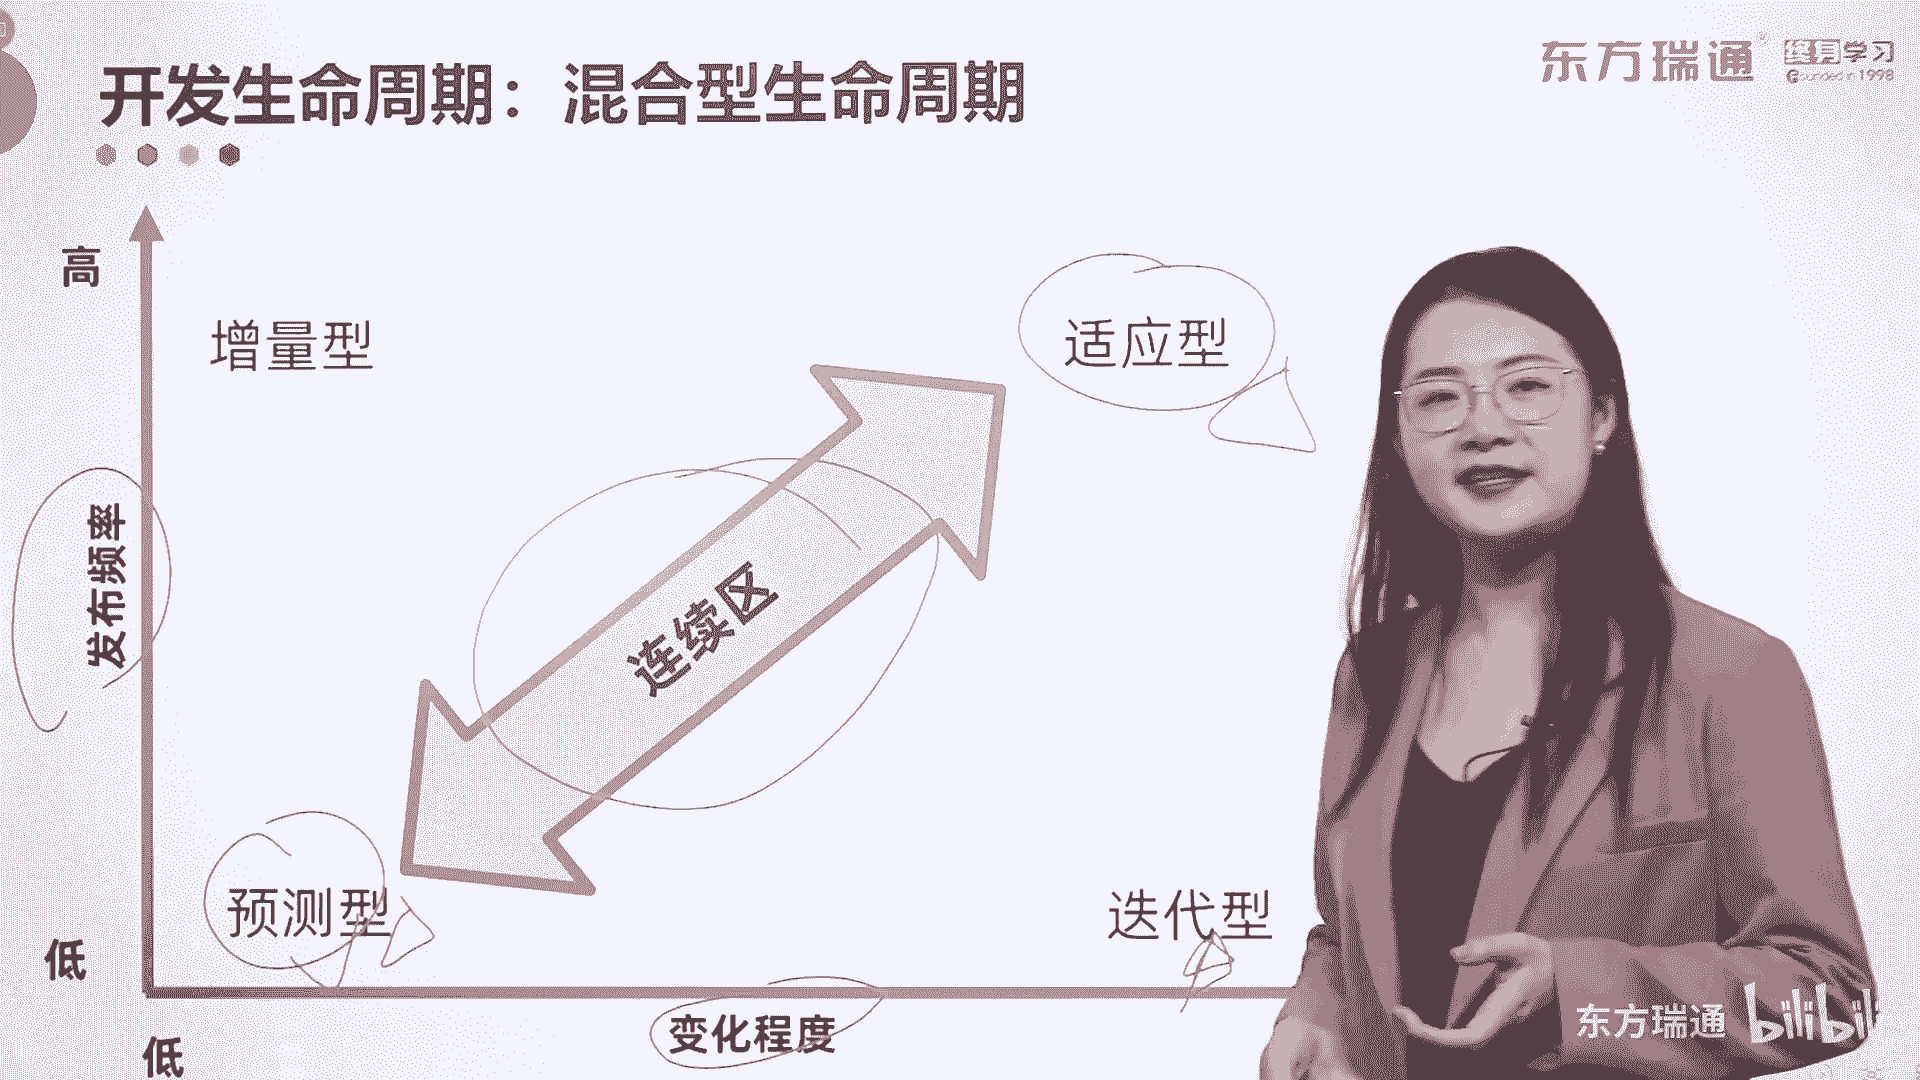 开发生命周期：混合型生命周期
东方瑞通
终身学习
Founded in 1998
高
增量型
适应型
发布频率
连续区
预测型
迭代型
低
变化程度
低
东方瑞通
bilibili